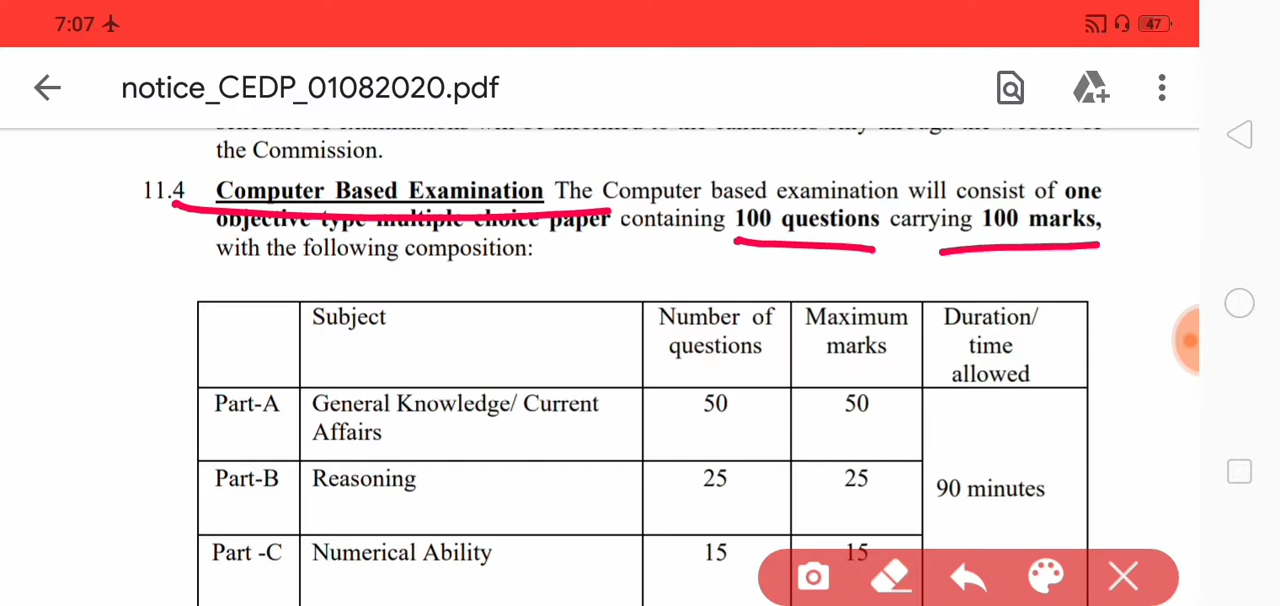 7:07
47
notice_CEDP_01082020.pdf
the Commission.
11.4 Computer Based Examination The Computer based examination will consist of one
objective type multiple choice paper containing 100 questions carrying 100 marks,
with the following composition:
Subject Number of questions Maximum marks Duration/ time allowed
Part-A General Knowledge/ Current Affairs 50 50
Part-B Reasoning 25 25 90 minutes
Part -C Numerical Ability 15 15